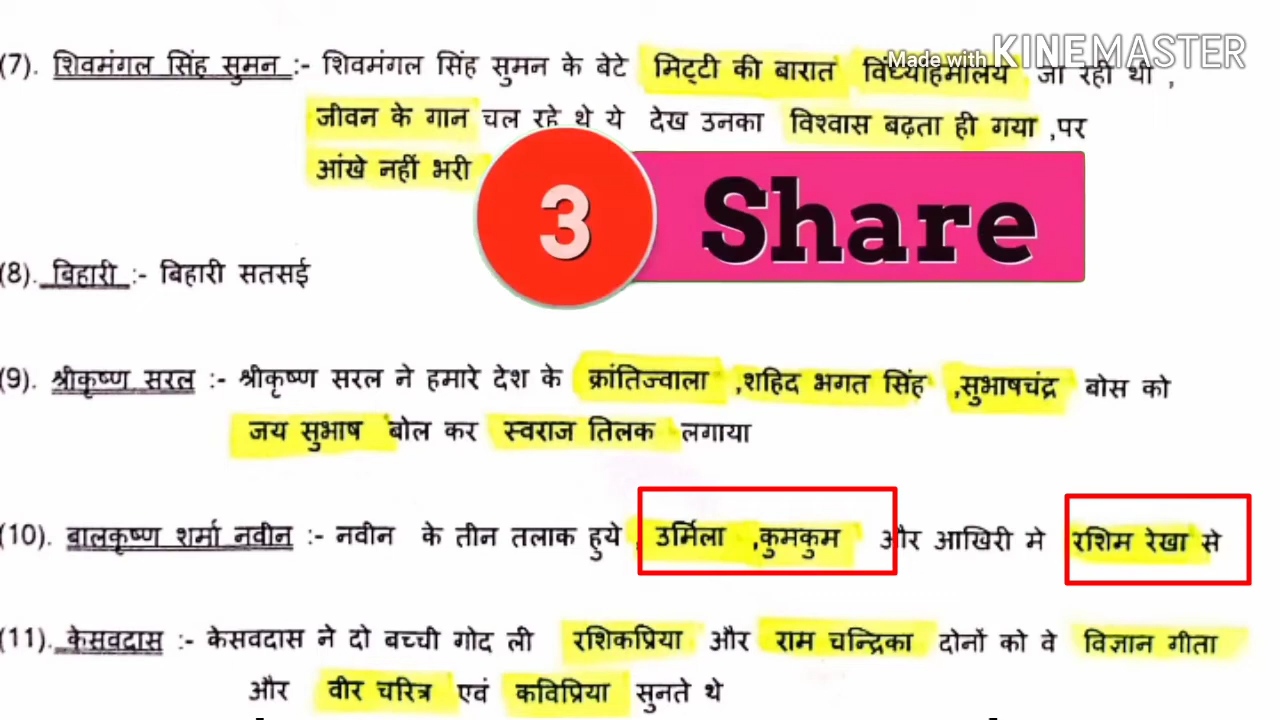 Made with KINEMASTER
(7). शिवमंगल सिंह सुमन :- शिवमंगल सिंह सुमन के बेटे मिट्टी की बारात विंध्याहिमालय जा रही थी ,
जीवन के गान चल रहे थे ये देख उनका विश्वास बढ़ता ही गया ,पर
आंखे नहीं भरी
3 Share
(8). बिहारी :- बिहारी सतसई
(9). श्रीकृष्ण सरल :- श्रीकृष्ण सरल ने हमारे देश के क्रांतिज्वाला ,शहिद भगत सिंह ,सुभाषचंद्र बोस को
जय सुभाष बोल कर स्वराज तिलक लगाया
(10). बालकृष्ण शर्मा नवीन :- नवीन के तीन तलाक हुये , उर्मिला ,कुमकुम और आखिरी मे रशिम रेखा से
(11). केसवदास :- केसवदास ने दो बच्ची गोद ली रशिकप्रिया और राम चन्द्रिका दोनों को वे विज्ञान गीता
और वीर चरित्र एवं कविप्रिया सुनते थे